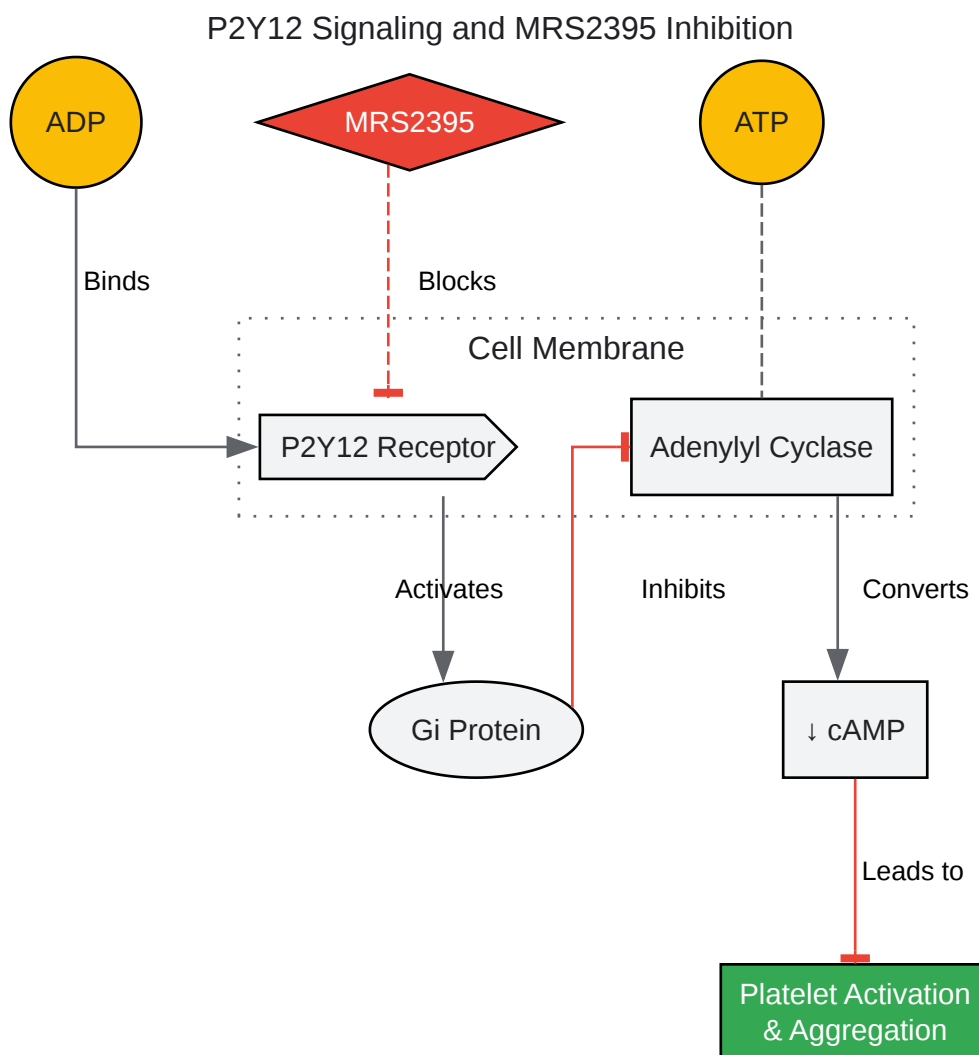 P2Y12 Signaling and MRS2395 Inhibition
ADP
MRS2395
ATP
Binds
Blocks
Cell Membrane
P2Y12 Receptor
Adenylyl Cyclase
Activates
Inhibits
Converts
Gi Protein
↓ cAMP
Leads to
Platelet Activation
& Aggregation